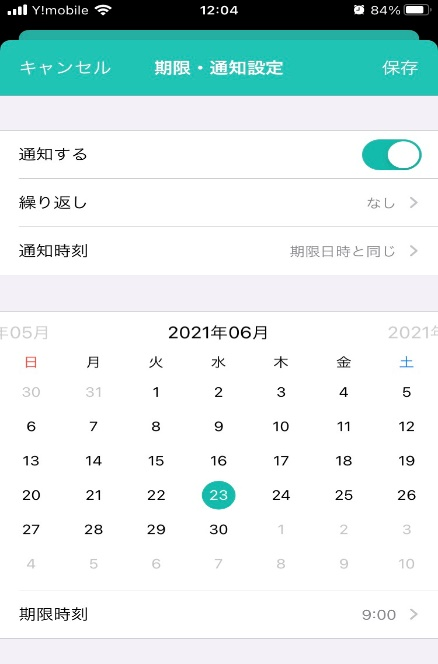 Y!mobile 12:04 84%
キャンセル 期限・通知設定 保存
通知する
繰り返し なし
通知時刻 期限日時と同じ
年05月 2021年06月 2021年
日 月 火 水 木 金 土
30 31 1 2 3 4 5
6 7 8 9 10 11 12
13 14 15 16 17 18 19
20 21 22 23 24 25 26
27 28 29 30 1 2 3
4 5 6 7 8 9 10
期限時刻 9:00